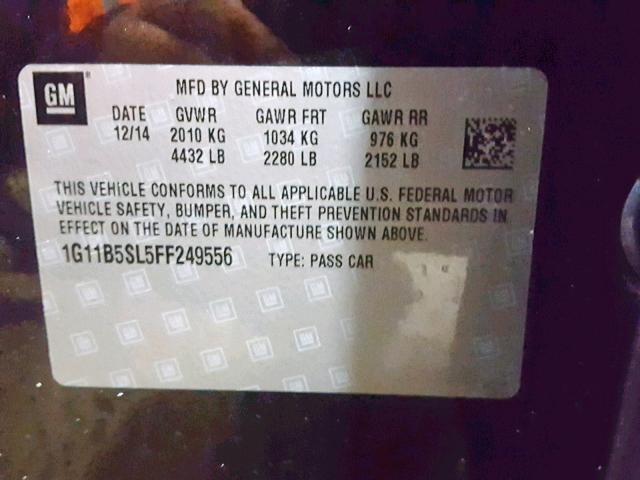 GM ® MFD BY GENERAL MOTORS LLC
DATE GVWR GAWR FRT GAWR RR
12/14 2010 KG 1034 KG 976 KG
4432 LB 2280 LB 2152 LB
THIS VEHICLE CONFORMS TO ALL APPLICABLE U.S. FEDERAL MOTOR
VEHICLE SAFETY, BUMPER, AND THEFT PREVENTION STANDARDS IN
EFFECT ON THE DATE OF MANUFACTURE SHOWN ABOVE.
1G11B5SL5FF249556 TYPE: PASS CAR